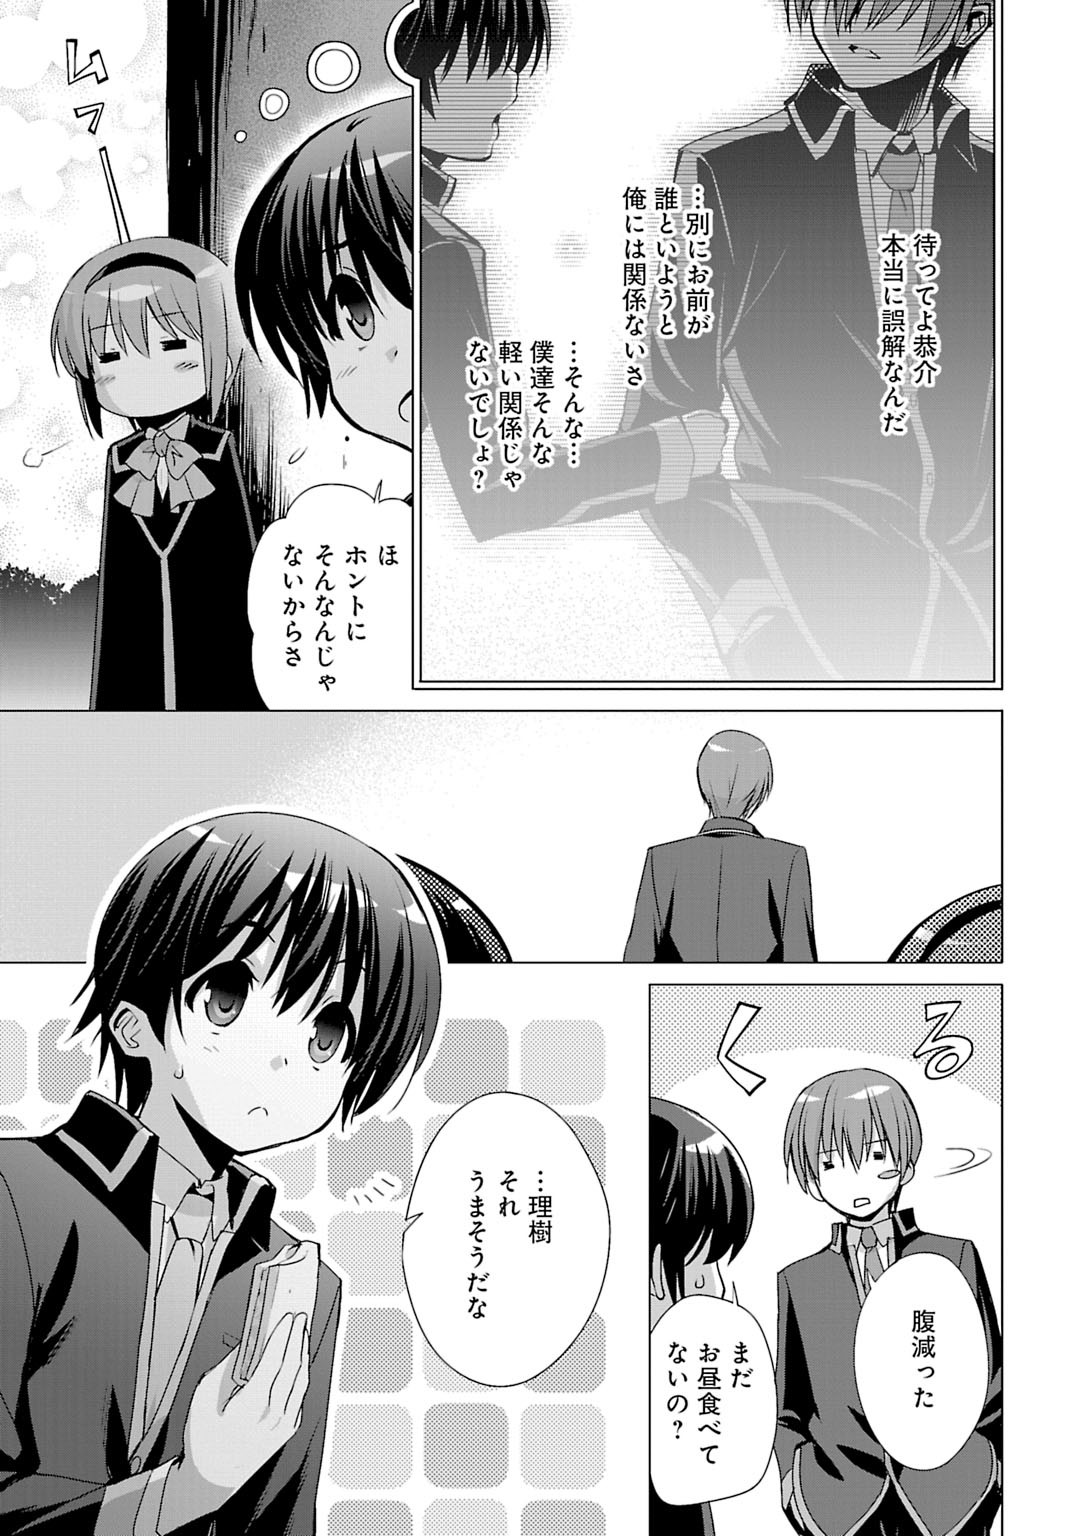 待ってよ恭介
本当に誤解なんだ
…別にお前が
誰といようと
俺には関係ないさ
…そんな…
僕達そんな
軽い関係じゃ
ないでしょ？
ほ
ホントに
そんなんじゃ
ないからさ
ムッ
くる
腹減った
まだ
お昼食べて
ないの？
…理樹
それ
うまそうだな